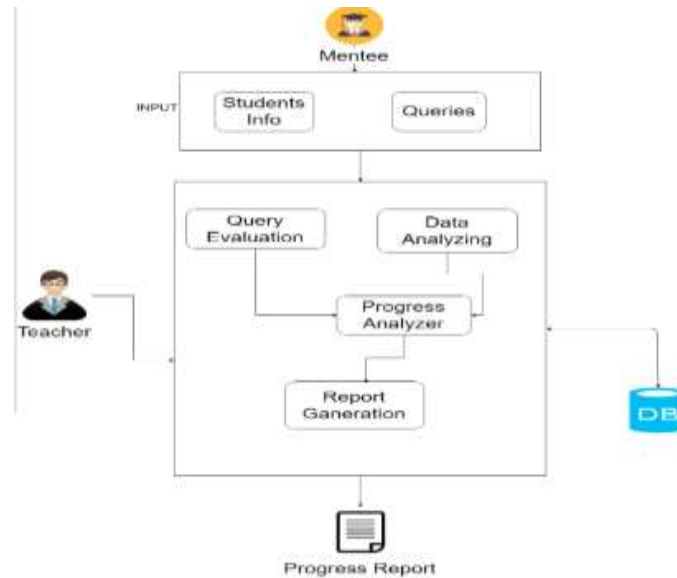 Mentee
INPUT
Students
Info
Queries
Query
Evaluation
Data
Analyzing
Teacher
Progress
Analyzer
Report
Ganeration
DB
Progress Report